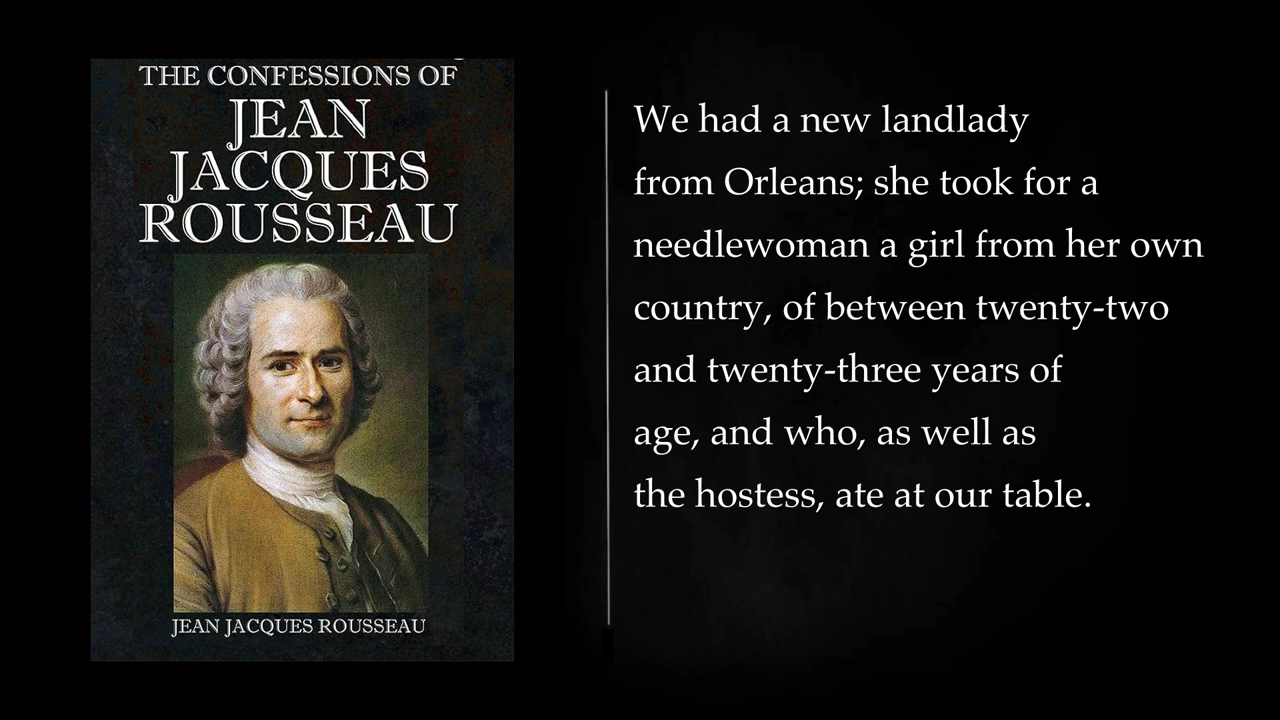 THE CONFESSIONS OF
JEAN
JACQUES
ROUSSEAU
JEAN JACQUES ROUSSEAU
We had a new landlady
from Orleans; she took for a
needlewoman a girl from her own
country, of between twenty-two
and twenty-three years of
age, and who, as well as
the hostess, ate at our table.